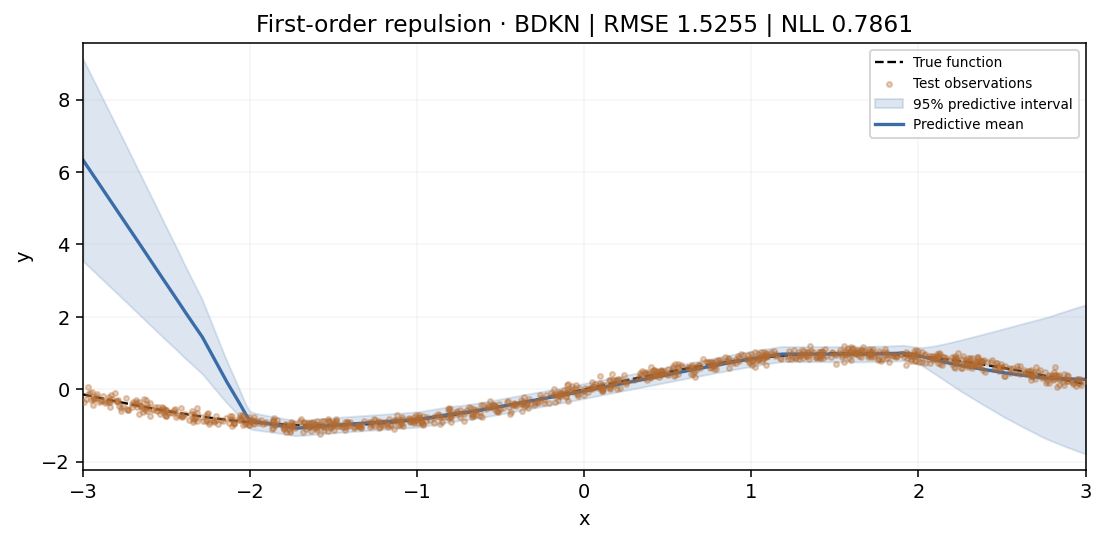 First-order repulsion · BDKN | RMSE 1.5255 | NLL 0.7861
True function
Test observations
95% predictive interval
Predictive mean
y
8
6
4
2
0
−2
−3
−2
−1
0
1
2
3
x